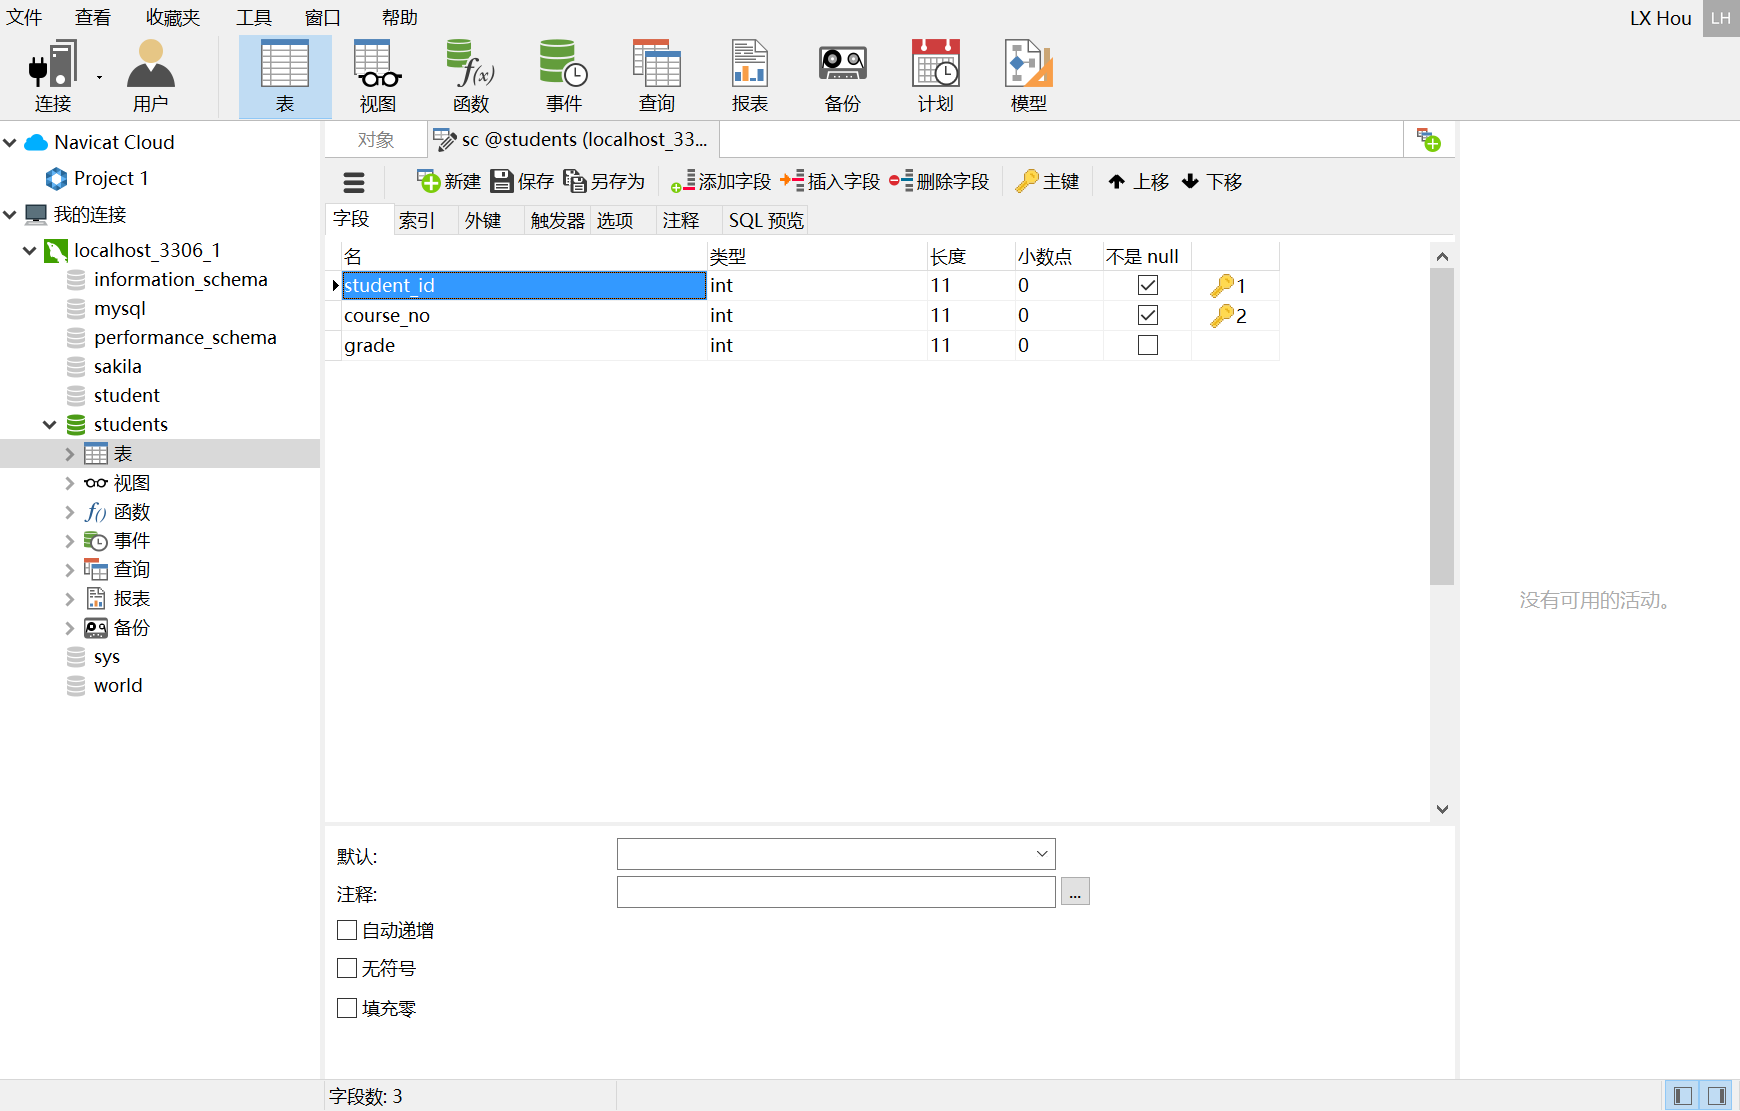 文件 查看 收藏夹 工具 窗口 帮助 LX Hou LH
连接 用户 表 视图 函数 事件 查询 报表 备份 计划 模型
Navicat Cloud
Project 1
我的连接
localhost_3306_1
information_schema
mysql
performance_schema
sakila
student
students
表
视图
函数
事件
查询
报表
备份
sys
world
对象 sc @students (localhost_33...
新建 保存 另存为 添加字段 插入字段 删除字段 主键 上移 下移
字段 索引 外键 触发器 选项 注释 SQL 预览
名 类型 长度 小数点 不是 null
student_id int 11 0 1
course_no int 11 0 2
grade int 11 0
默认:
注释: ...
自动递增
无符号
填充零
没有可用的活动。
字段数: 3